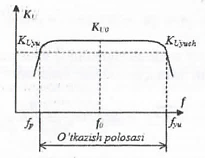 K_U
K_U0
K_Uyu
K_Uyuch
f
f_p
f_0
f_yu
O'tkazish polosasi